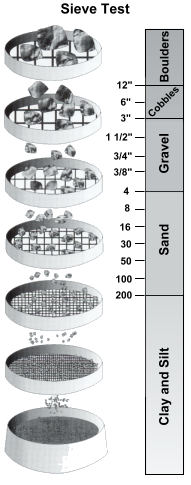 Sieve Test
Boulders
12"
Cobbles
6"
3"
1 1/2"
Gravel
3/4"
3/8"
4
8
16
Sand
30
50
100
200
Clay and Silt